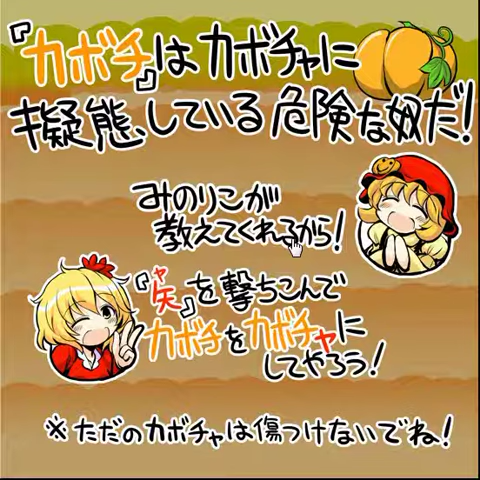 『カボチ』はカボチャに
擬態している危険な奴だ!
みのりこが
教えてくれるから!
『矢』を撃ちこんで
ヤ
カボチをカボチャに
してやろう!
※ただのカボチャは傷つけないでね!